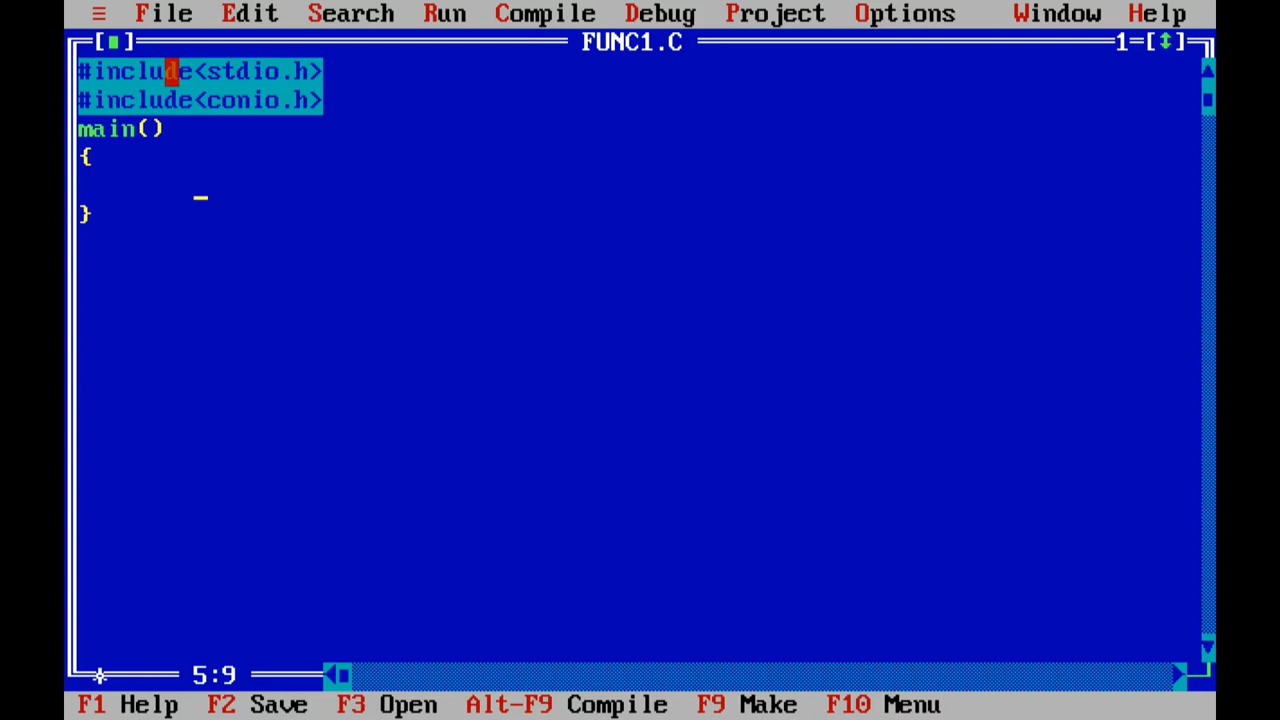 ≡ File Edit Search Run Compile Debug Project Options Window Help
[■] FUNC1.C 1=[↕]
#include<stdio.h>
#include<conio.h>
main()
{
_
}
5:9
F1 Help F2 Save F3 Open Alt-F9 Compile F9 Make F10 Menu